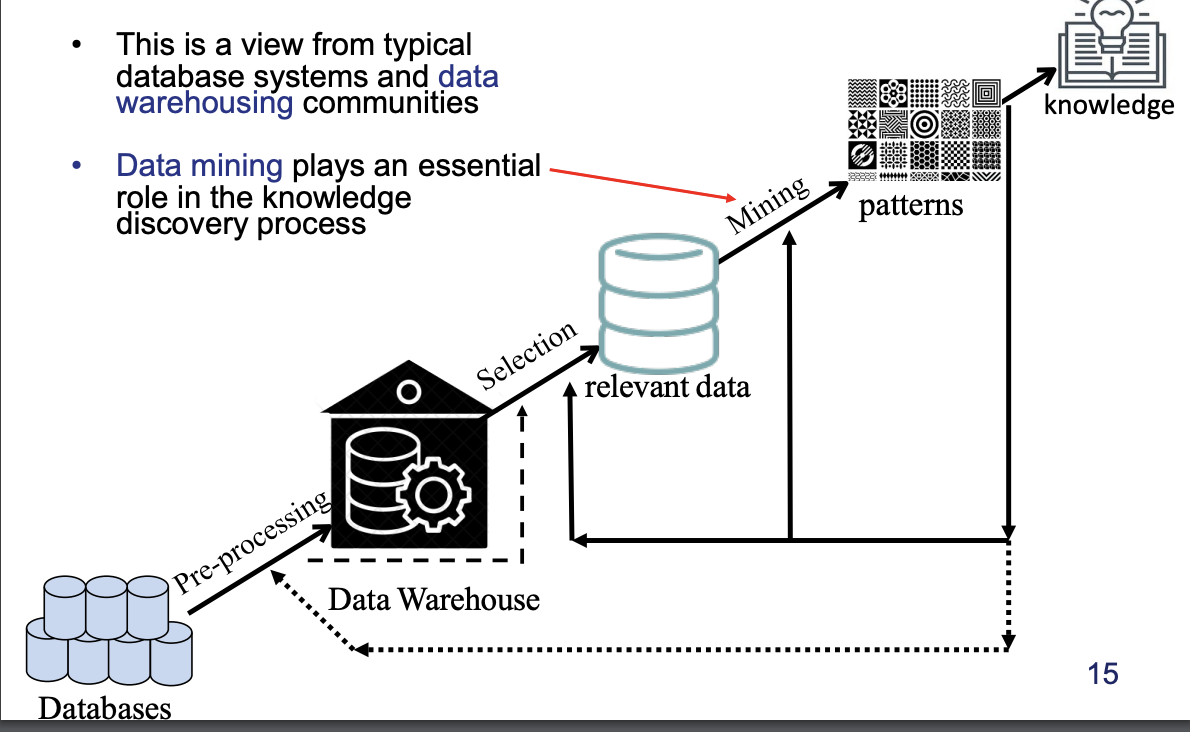 • This is a view from typical
database systems and data
warehousing communities
• Data mining plays an essential
role in the knowledge
discovery process
knowledge
patterns
Mining
relevant data
Selection
Pre-processing
Data Warehouse
Databases
15